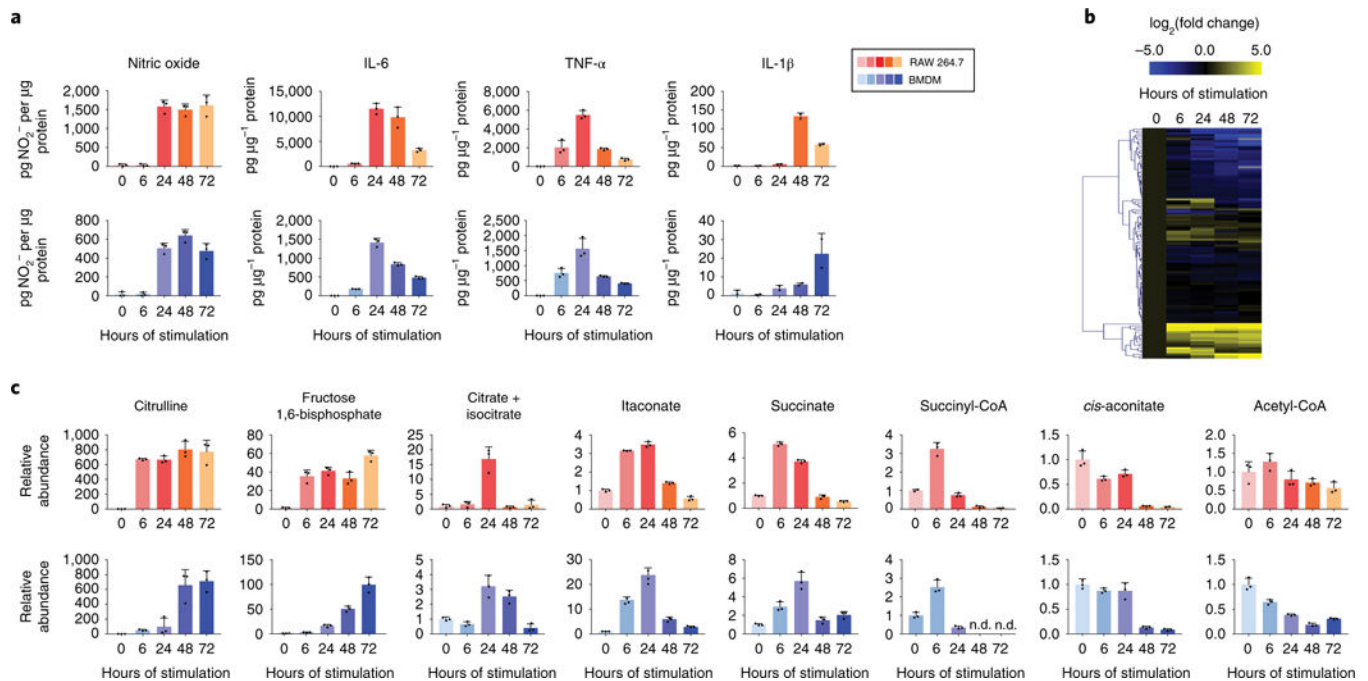 a
Nitric oxide
IL-6
TNF-α
IL-1β
RAW 264.7
BMDM
pg NO₂⁻ per µg
protein
2,000
1,500
1,000
500
0
0 6 24 48 72
pg µg⁻¹ protein
15,000
10,000
5,000
0
0 6 24 48 72
pg µg⁻¹ protein
8,000
6,000
4,000
2,000
0
0 6 24 48 72
pg µg⁻¹ protein
200
150
100
50
0
0 6 24 48 72
pg NO₂⁻ per µg
protein
800
600
400
200
0
0 6 24 48 72
Hours of stimulation
pg µg⁻¹ protein
2,000
1,500
1,000
500
0
0 6 24 48 72
Hours of stimulation
pg µg⁻¹ protein
2,500
2,000
1,500
1,000
500
0
0 6 24 48 72
Hours of stimulation
pg µg⁻¹ protein
40
30
20
10
0
0 6 24 48 72
Hours of stimulation
b
log₂(fold change)
−5.0 0.0 5.0
Hours of stimulation
0 6 24 48 72
c
Citrulline
Relative
abundance
1,000
800
600
400
200
0
0 6 24 48 72
Fructose
1,6-bisphosphate
80
60
40
20
0
0 6 24 48 72
Citrate +
isocitrate
25
20
15
10
5
0
0 6 24 48 72
Itaconate
4
3
2
1
0
0 6 24 48 72
Succinate
6
4
2
0
0 6 24 48 72
Succinyl-CoA
4
3
2
1
0
0 6 24 48 72
cis-aconitate
1.5
1.0
0.5
0
0 6 24 48 72
Acetyl-CoA
2.0
1.5
1.0
0.5
0
0 6 24 48 72
Relative
abundance
1,000
800
600
400
200
0
0 6 24 48 72
Hours of stimulation
150
100
50
0
0 6 24 48 72
Hours of stimulation
5
4
3
2
1
0
0 6 24 48 72
Hours of stimulation
30
20
10
0
0 6 24 48 72
Hours of stimulation
8
6
4
2
0
0 6 24 48 72
Hours of stimulation
4
3
2
1
0
n.d. n.d.
0 6 24 48 72
Hours of stimulation
1.5
1.0
0.5
0
0 6 24 48 72
Hours of stimulation
1.5
1.0
0.5
0
0 6 24 48 72
Hours of stimulation